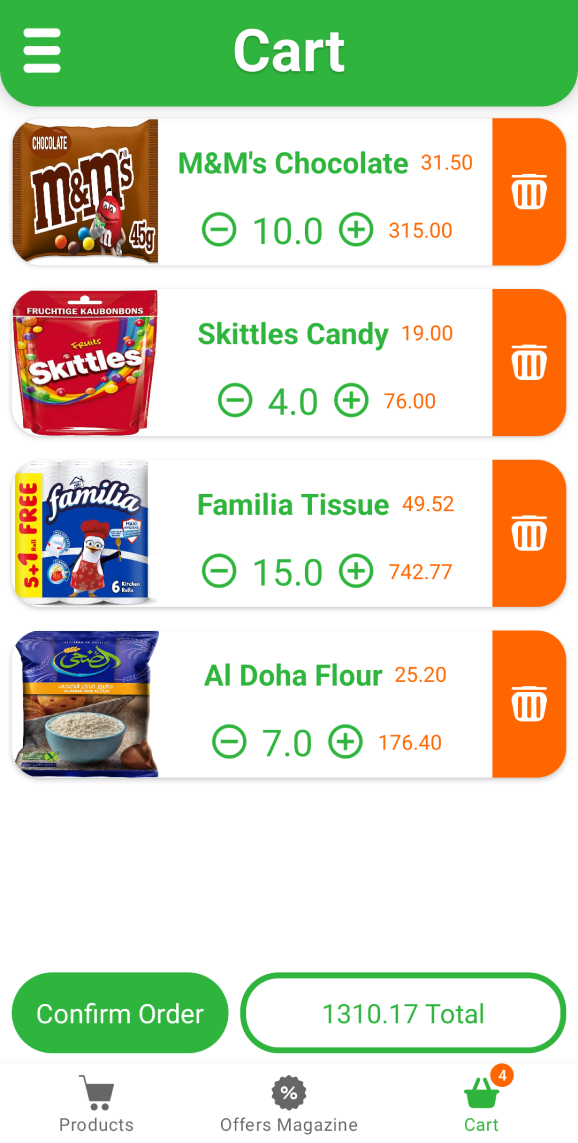 Cart
CHOCOLATE
m&m's
45g
M&M's Chocolate 31.50
10.0 315.00
FRUCHTIGE KAUBONBONS
Fruits
Skittles
Skittles Candy 19.00
4.0 76.00
5+1 Roll FREE
familia
MAXI
6 Kitchen
Rolls
Familia Tissue 49.52
15.0 742.77
الضحى
Al Doha Flour 25.20
7.0 176.40
Confirm Order 1310.17 Total
4
Products Offers Magazine Cart